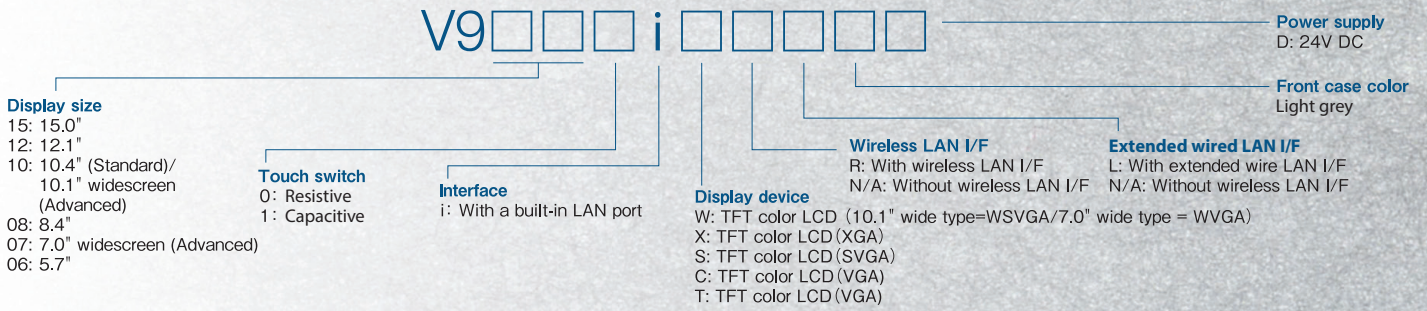 V9□□□i□□□□□
Power supply
D: 24V DC
Front case color
Light grey
Display size
15: 15.0"
12: 12.1"
10: 10.4" (Standard)/
10.1" widescreen
(Advanced)
08: 8.4"
07: 7.0" widescreen (Advanced)
06: 5.7"
Touch switch
0: Resistive
1: Capacitive
Interface
i: With a built-in LAN port
Display device
W: TFT color LCD (10.1" wide type=WSVGA/7.0" wide type = WVGA)
X: TFT color LCD(XGA)
S: TFT color LCD(SVGA)
C: TFT color LCD(VGA)
T: TFT color LCD(VGA)
Wireless LAN I/F
R: With wireless LAN I/F
N/A: Without wireless LAN I/F
Extended wired LAN I/F
L: With extended wire LAN I/F
N/A: Without wireless LAN I/F